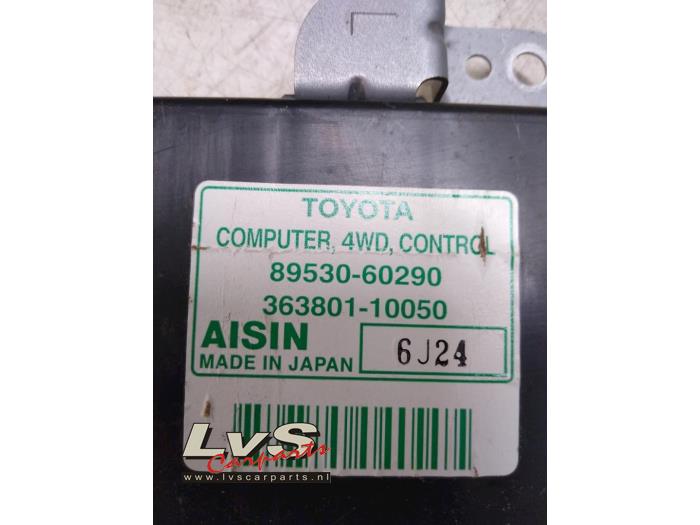 TOYOTA
COMPUTER, 4WD, CONTROL
89530-60290
363801-10050
AISIN
MADE IN JAPAN
6J24
LvS
Carparts
www.lvscarparts.nl